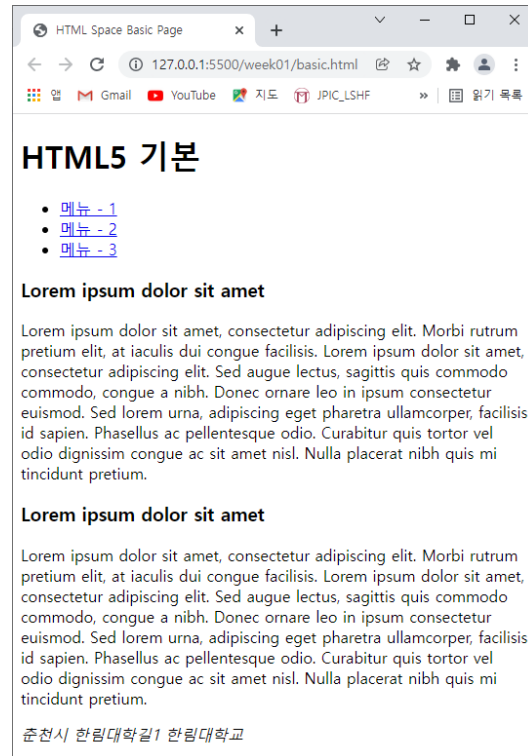 HTML Space Basic Page
127.0.0.1:5500/week01/basic.html
앱 Gmail YouTube 지도 JPIC_LSHF » 읽기 목록
HTML5 기본
메뉴 - 1
메뉴 - 2
메뉴 - 3
Lorem ipsum dolor sit amet
Lorem ipsum dolor sit amet, consectetur adipiscing elit. Morbi rutrum
pretium elit, at iaculis dui congue facilisis. Lorem ipsum dolor sit amet,
consectetur adipiscing elit. Sed augue lectus, sagittis quis commodo
commodo, congue a nibh. Donec ornare leo in ipsum consectetur
euismod. Sed lorem urna, adipiscing eget pharetra ullamcorper, facilisis
id sapien. Phasellus ac pellentesque odio. Curabitur quis tortor vel
odio dignissim congue ac sit amet nisl. Nulla placerat nibh quis mi
tincidunt pretium.
Lorem ipsum dolor sit amet
Lorem ipsum dolor sit amet, consectetur adipiscing elit. Morbi rutrum
pretium elit, at iaculis dui congue facilisis. Lorem ipsum dolor sit amet,
consectetur adipiscing elit. Sed augue lectus, sagittis quis commodo
commodo, congue a nibh. Donec ornare leo in ipsum consectetur
euismod. Sed lorem urna, adipiscing eget pharetra ullamcorper, facilisis
id sapien. Phasellus ac pellentesque odio. Curabitur quis tortor vel
odio dignissim congue ac sit amet nisl. Nulla placerat nibh quis mi
tincidunt pretium.
춘천시 한림대학길1 한림대학교